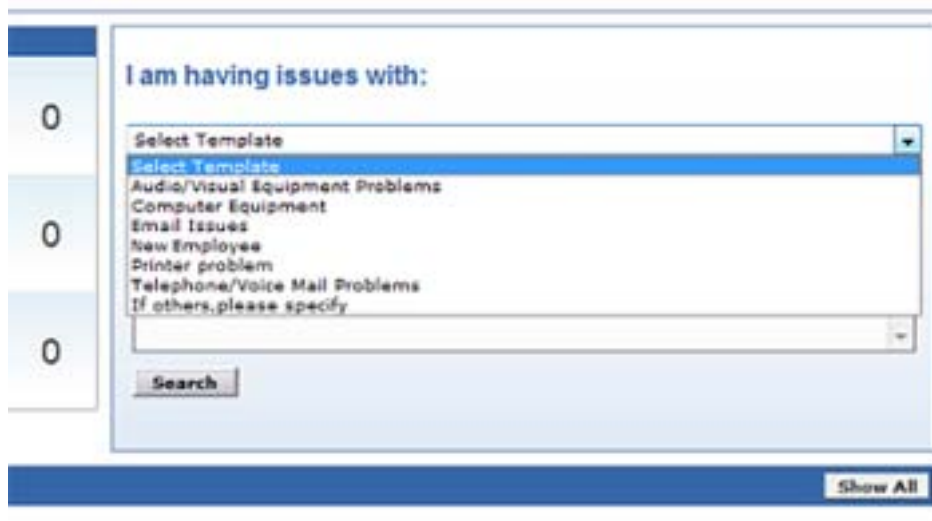 I am having issues with:
0
Select Template
Select Template
Audio/Visual Equipment Problems
Computer Equipment
Email Issues
0
New Employee
Printer problem
Telephone/Voice Mail Problems
If others,please specify
0
Search
Show All